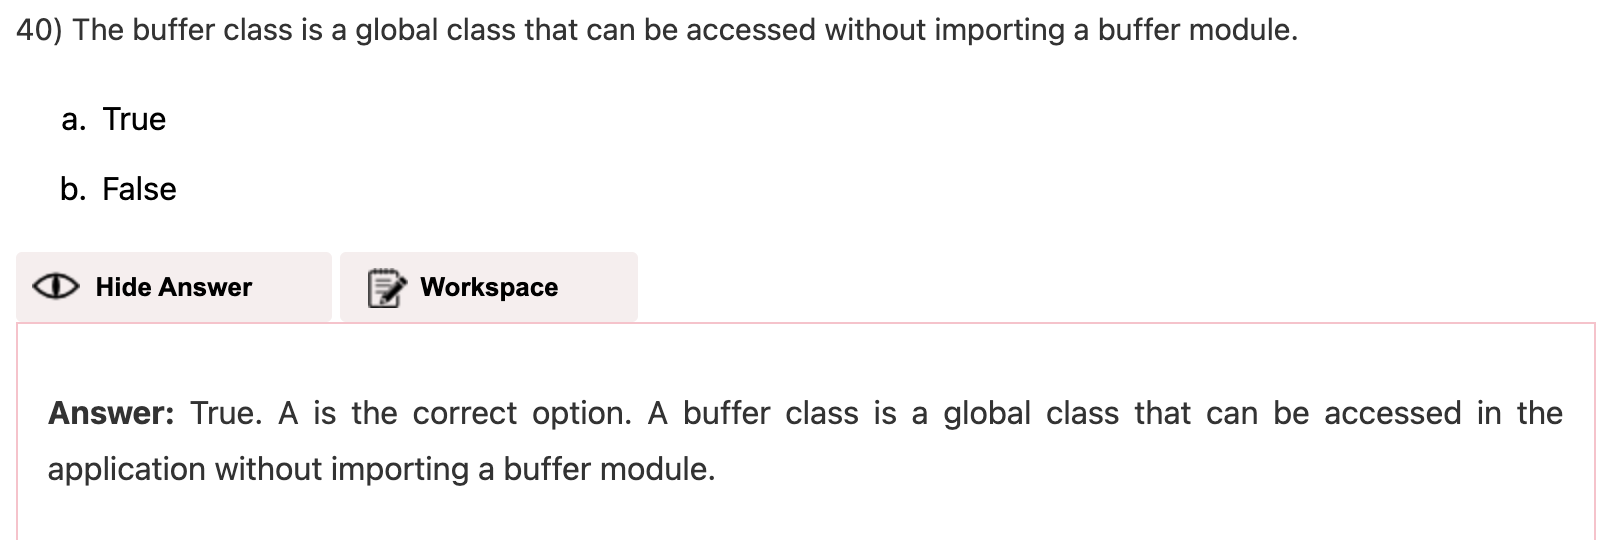 40) The buffer class is a global class that can be accessed without importing a buffer module.
a. True
b. False
Hide Answer
Workspace
Answer: True. A is the correct option. A buffer class is a global class that can be accessed in the
application without importing a buffer module.